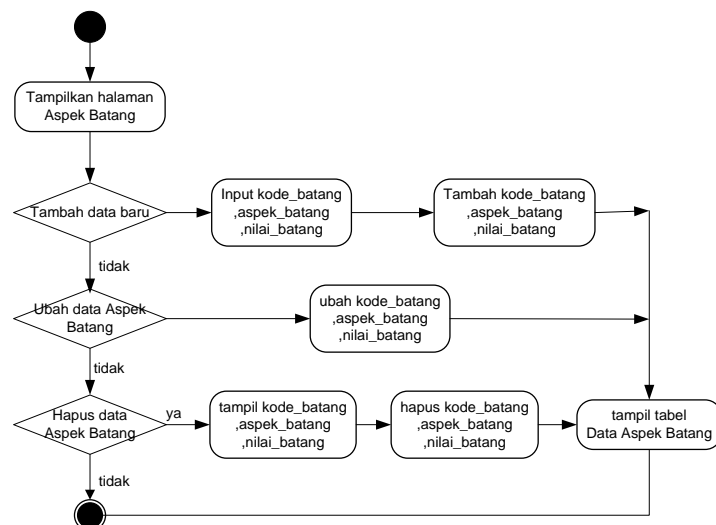 Tampilkan halaman
Aspek Batang
Tambah data baru
Input kode_batang
,aspek_batang
,nilai_batang
Tambah kode_batang
,aspek_batang
,nilai_batang
tidak
Ubah data Aspek
Batang
ubah kode_batang
,aspek_batang
,nilai_batang
tidak
Hapus data
Aspek Batang
ya
tampil kode_batang
,aspek_batang
,nilai_batang
hapus kode_batang
,aspek_batang
,nilai_batang
tampil tabel
Data Aspek Batang
tidak